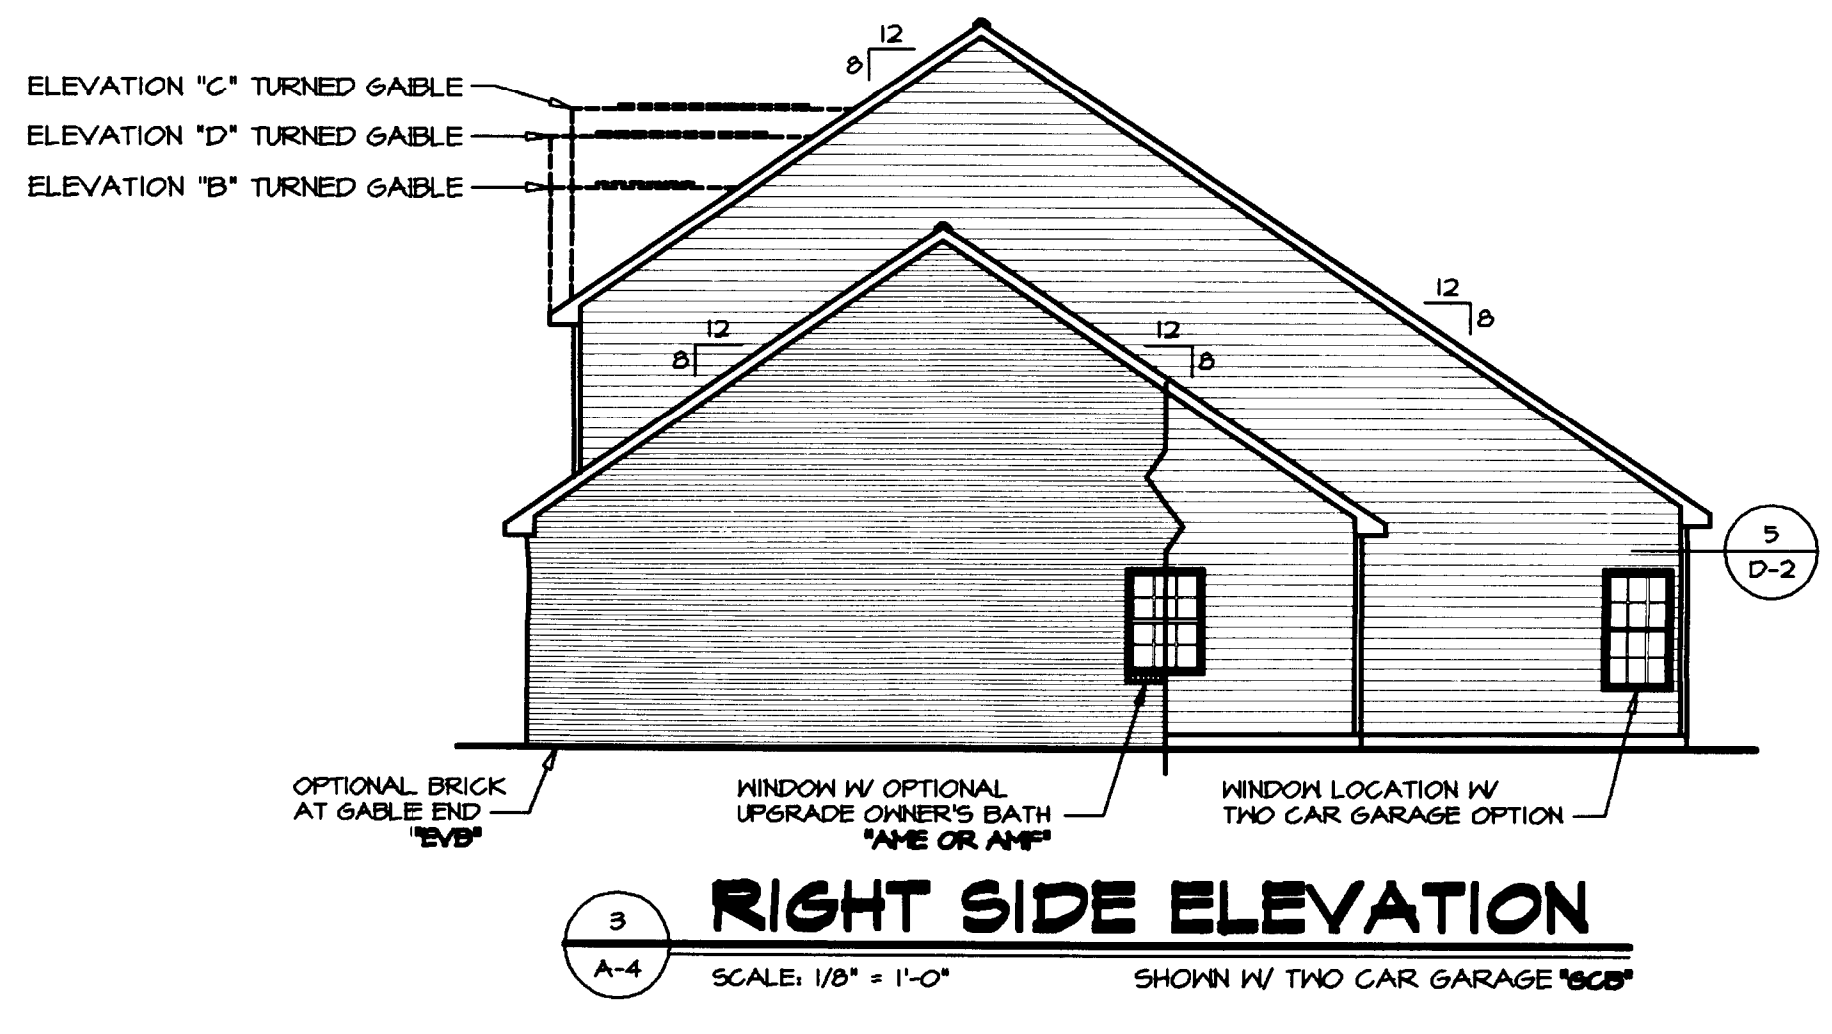 12
8
ELEVATION "C" TURNED GABLE
ELEVATION "D" TURNED GABLE
ELEVATION "B" TURNED GABLE
12
8
12
8
12
8
5
D-2
OPTIONAL BRICK
AT GABLE END
"EVB"
WINDOW W/ OPTIONAL
UPGRADE OWNER'S BATH
"AME OR AMF"
WINDOW LOCATION W/
TWO CAR GARAGE OPTION
3
A-4
RIGHT SIDE ELEVATION
SCALE: 1/8" = 1'-0"
SHOWN W/ TWO CAR GARAGE